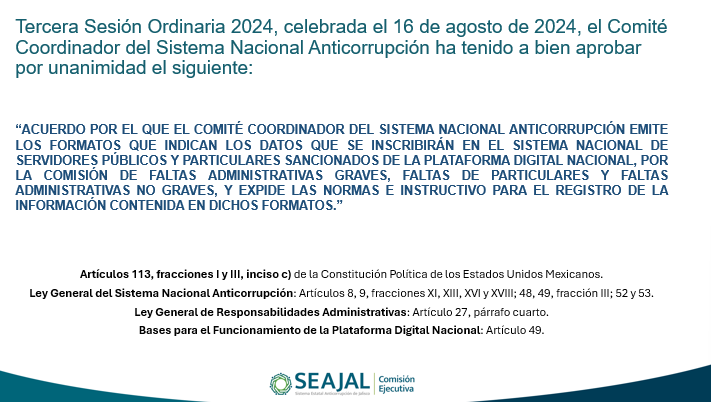 Tercera Sesión Ordinaria 2024, celebrada el 16 de agosto de 2024, el Comité
Coordinador del Sistema Nacional Anticorrupción ha tenido a bien aprobar
por unanimidad el siguiente:
“ACUERDO POR EL QUE EL COMITÉ COORDINADOR DEL SISTEMA NACIONAL ANTICORRUPCIÓN EMITE
LOS FORMATOS QUE INDICAN LOS DATOS QUE SE INSCRIBIRÁN EN EL SISTEMA NACIONAL DE
SERVIDORES PÚBLICOS Y PARTICULARES SANCIONADOS DE LA PLATAFORMA DIGITAL NACIONAL, POR
LA COMISIÓN DE FALTAS ADMINISTRATIVAS GRAVES, FALTAS DE PARTICULARES Y FALTAS
ADMINISTRATIVAS NO GRAVES, Y EXPIDE LAS NORMAS E INSTRUCTIVO PARA EL REGISTRO DE LA
INFORMACIÓN CONTENIDA EN DICHOS FORMATOS.”
Artículos 113, fracciones I y III, inciso c) de la Constitución Política de los Estados Unidos Mexicanos.
Ley General del Sistema Nacional Anticorrupción: Artículos 8, 9, fracciones XI, XIII, XVI y XVIII; 48, 49, fracción III; 52 y 53.
Ley General de Responsabilidades Administrativas: Artículo 27, párrafo cuarto.
Bases para el Funcionamiento de la Plataforma Digital Nacional: Artículo 49.
SEAJAL
Sistema Estatal Anticorrupción de Jalisco
Comisión
Ejecutiva